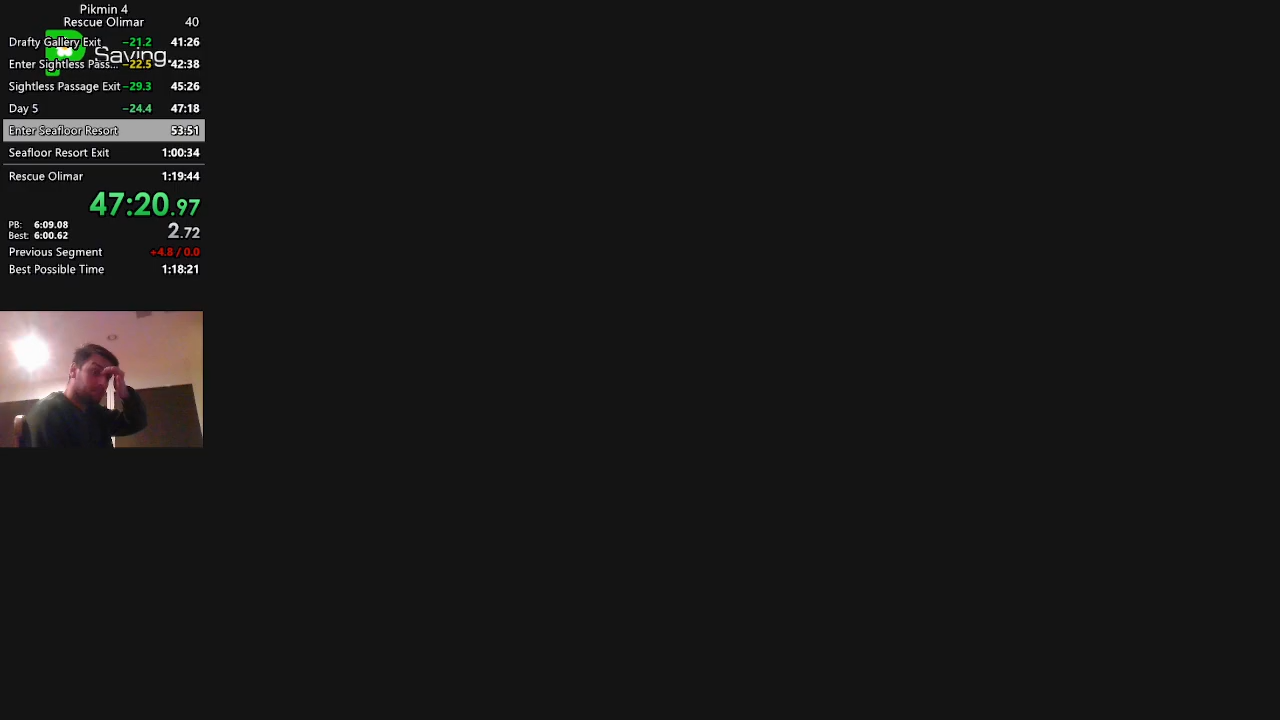 Pikmin 4
Rescue Olimar 40
Drafty Gallery Exit -21.2 41:26
Saving.
Enter Sightless Pass... -22.5 42:38
Sightless Passage Exit -29.3 45:26
Day 5 -24.4 47:18
Enter Seafloor Resort 53:51
Seafloor Resort Exit 1:00:34
Rescue Olimar 1:19:44
47:20.97
PB: 6:09.08
Best: 6:00.62
2.72
Previous Segment +4.8 / 0.0
Best Possible Time 1:18:21